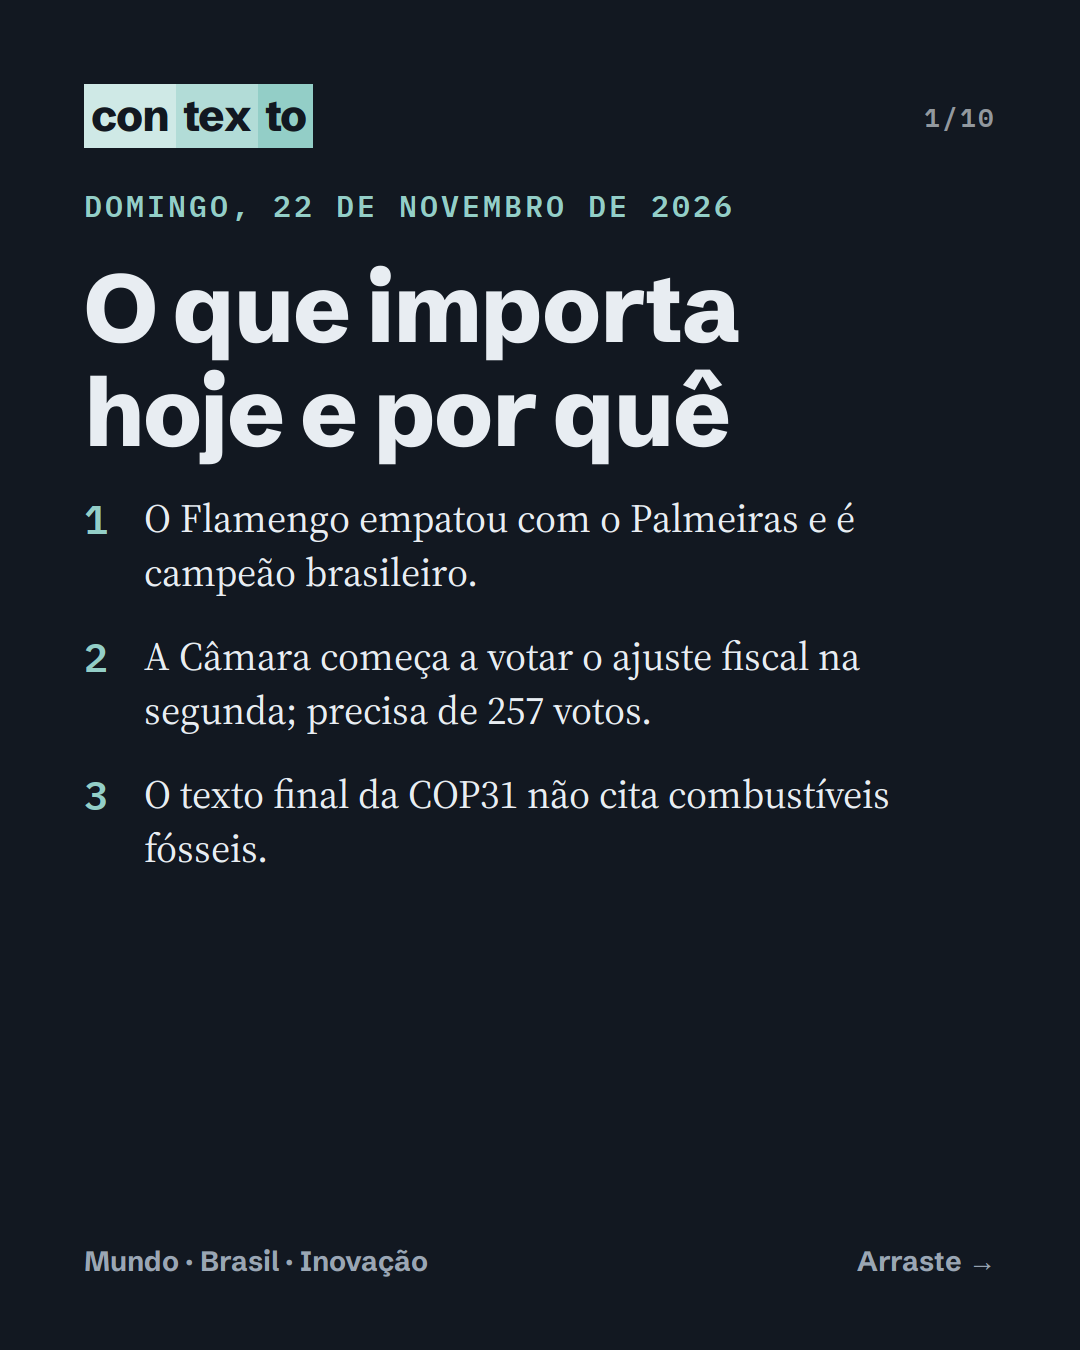 con tex to
1/10
DOMINGO, 22 DE NOVEMBRO DE 2026
O que importa
hoje e por quê
1 O Flamengo empatou com o Palmeiras e é
campeão brasileiro.
2 A Câmara começa a votar o ajuste fiscal na
segunda; precisa de 257 votos.
3 O texto final da COP31 não cita combustíveis
fósseis.
Mundo · Brasil · Inovação
Arraste →